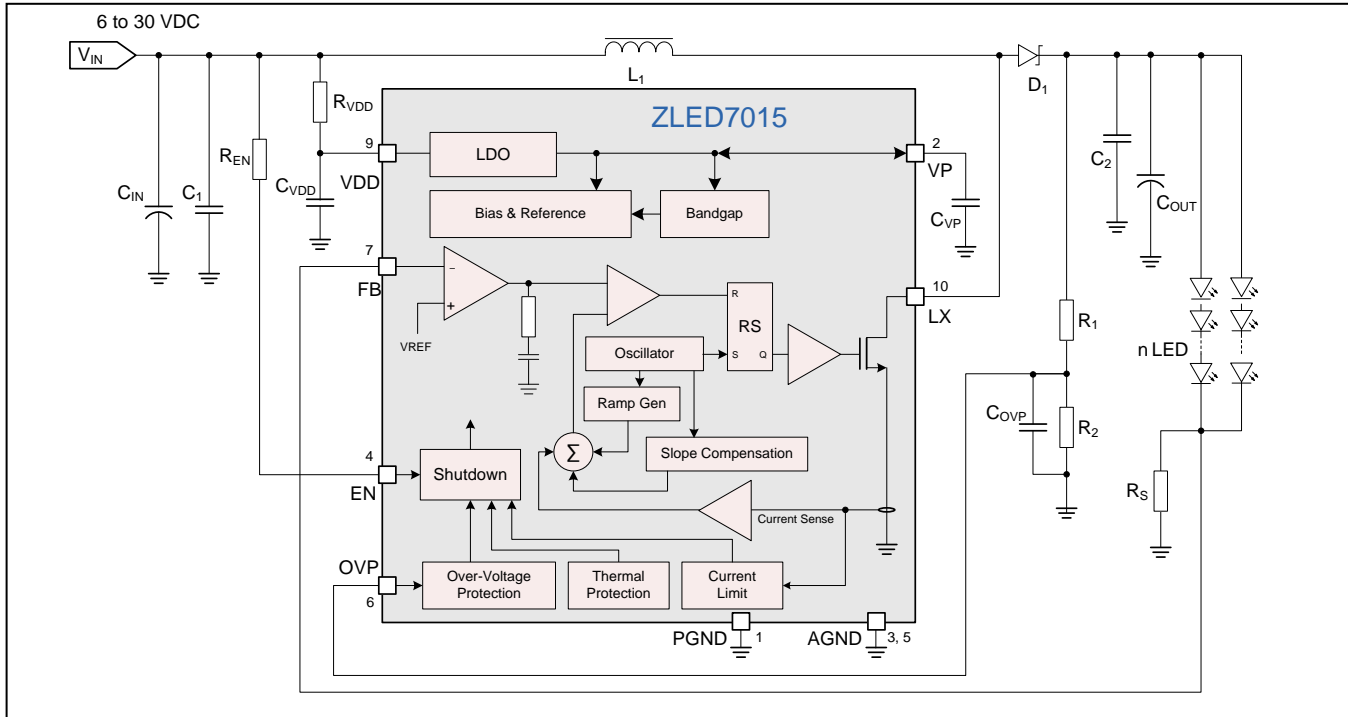 6 to 30 VDC
VIN
L1
D1
RVDD
ZLED7015
REN
9
VDD
LDO
2
VP
CIN
C1
CVDD
Bias & Reference
Bandgap
CVP
C2
COUT
7
FB
−
+
VREF
R
RS
S
Q
10
LX
R1
n LED
Oscillator
Ramp Gen
COVP
R2
Σ
Slope Compensation
4
EN
Shutdown
Current Sense
RS
OVP
6
Over-Voltage
Protection
Thermal
Protection
Current
Limit
PGND
1
AGND
3, 5